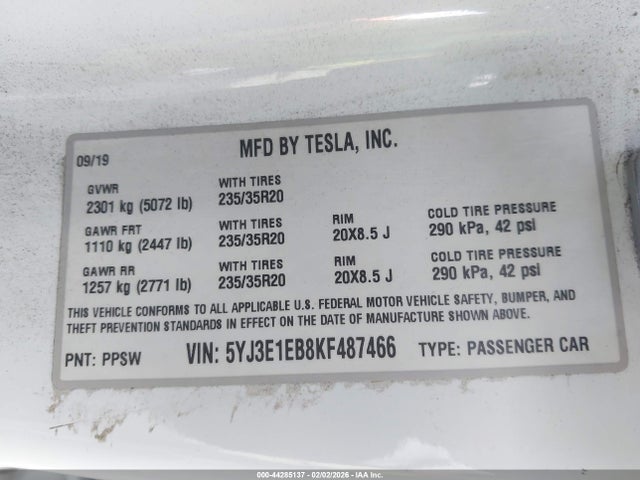 MFD BY TESLA, INC.
09/19
GVWR
2301 kg (5072 lb)
WITH TIRES
235/35R20
GAWR FRT
1110 kg (2447 lb)
WITH TIRES
235/35R20
RIM
20X8.5 J
COLD TIRE PRESSURE
290 kPa, 42 psi
GAWR RR
1257 kg (2771 lb)
WITH TIRES
235/35R20
RIM
20X8.5 J
COLD TIRE PRESSURE
290 kPa, 42 psi
THIS VEHICLE CONFORMS TO ALL APPLICABLE U.S. FEDERAL MOTOR VEHICLE SAFETY, BUMPER, AND
THEFT PREVENTION STANDARDS IN EFFECT ON THE DATE OF MANUFACTURE SHOWN ABOVE.
PNT: PPSW
VIN: 5YJ3E1EB8KF487466
TYPE: PASSENGER CAR
000-44285137 - 02/02/2026 - IAA Inc.